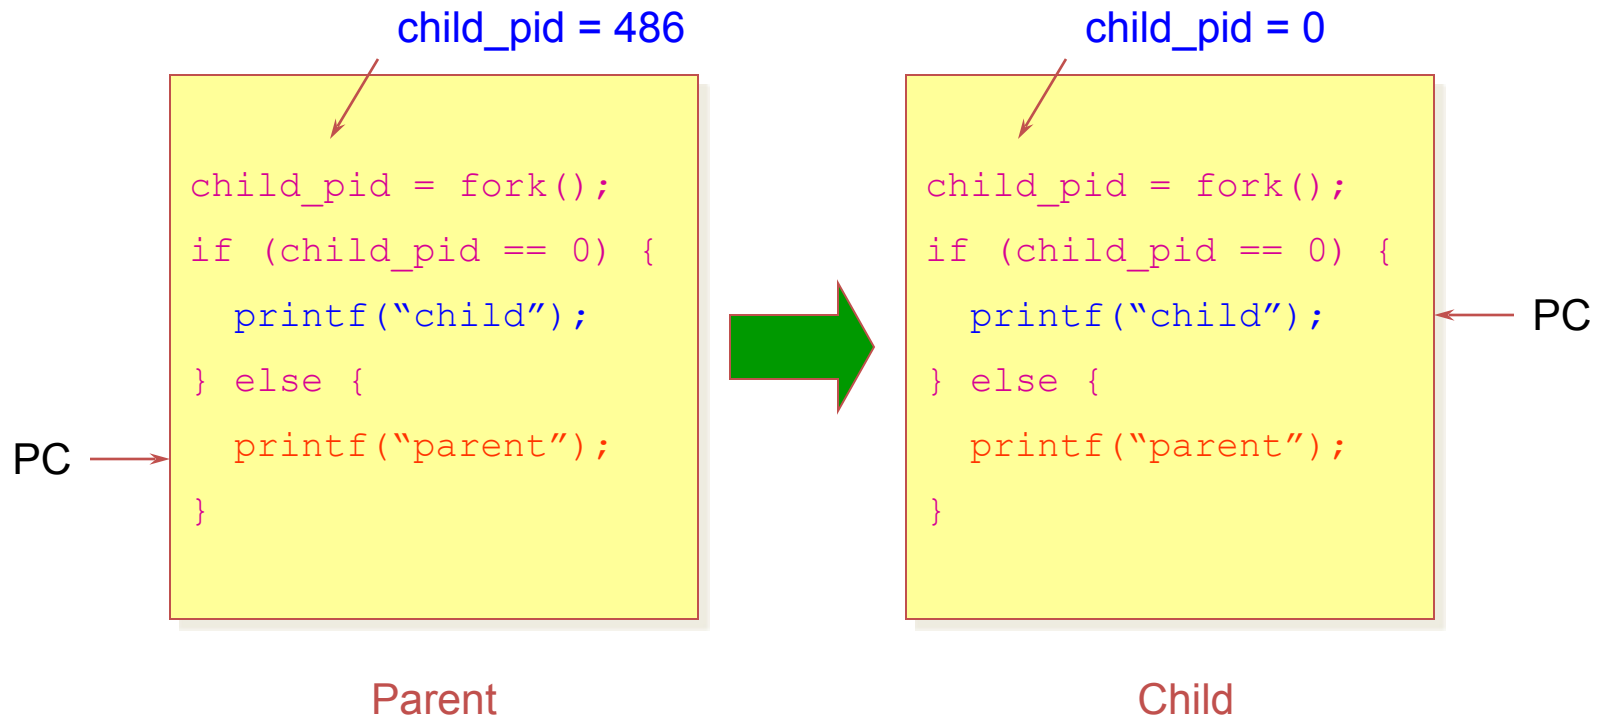 child_pid = 486
child_pid = fork();
if (child_pid == 0) {
printf(“child”);
} else {
printf(“parent”);
}
PC
Parent
child_pid = 0
child_pid = fork();
if (child_pid == 0) {
printf(“child”);
} else {
printf(“parent”);
}
PC
Child